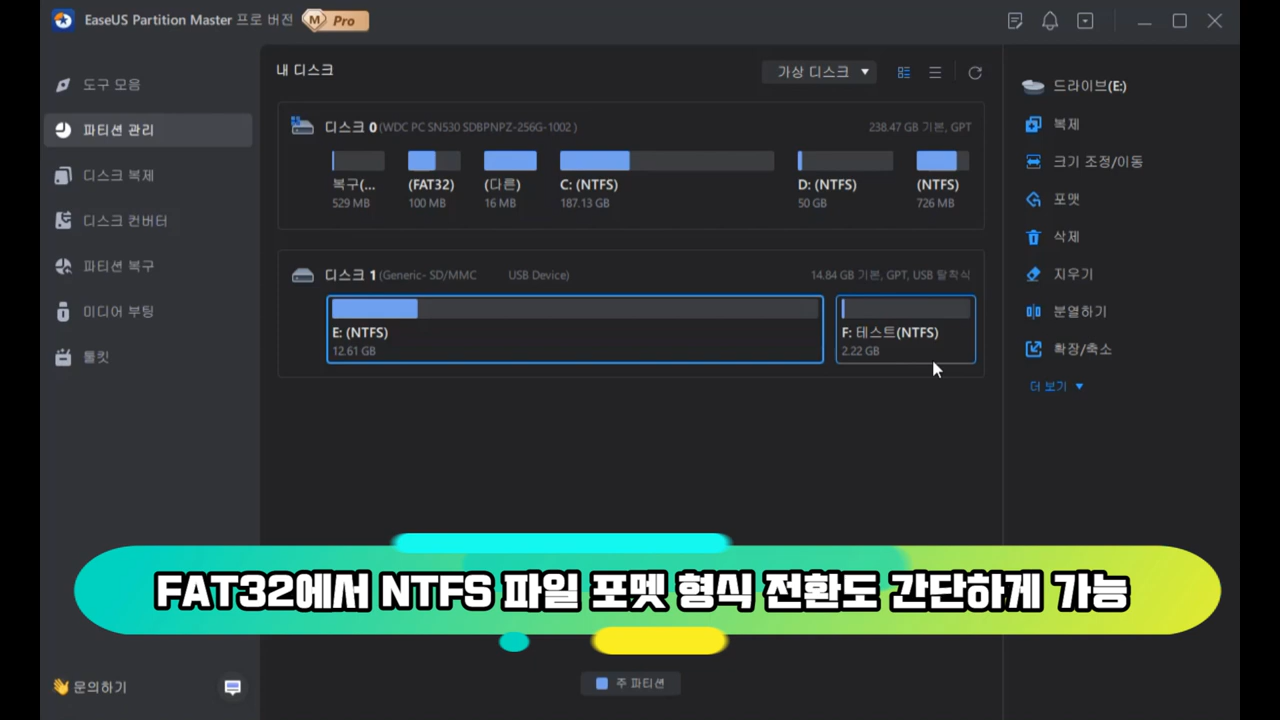 EaseUS Partition Master 프로 버전
M Pro
도구 모음
파티션 관리
디스크 복제
디스크 컨버터
파티션 복구
미디어 부팅
툴킷
문의하기
내 디스크
가상 디스크
디스크 0 (WDC PC SN530 SDBPNPZ-256G-1002 )
238.47 GB 기본, GPT
복구(...
529 MB
(FAT32)
100 MB
(다른)
16 MB
C: (NTFS)
187.13 GB
D: (NTFS)
50 GB
(NTFS)
726 MB
디스크 1 (Generic- SD/MMC USB Device)
14.84 GB 기본, GPT, USB 탈착식
E: (NTFS)
12.61 GB
F: 테스트(NTFS)
2.22 GB
드라이브(E:)
복제
크기 조정/이동
포맷
삭제
지우기
분열하기
확장/축소
더 보기
FAT32에서 NTFS 파일 포멧 형식 전환도 간단하게 가능
주 파티션